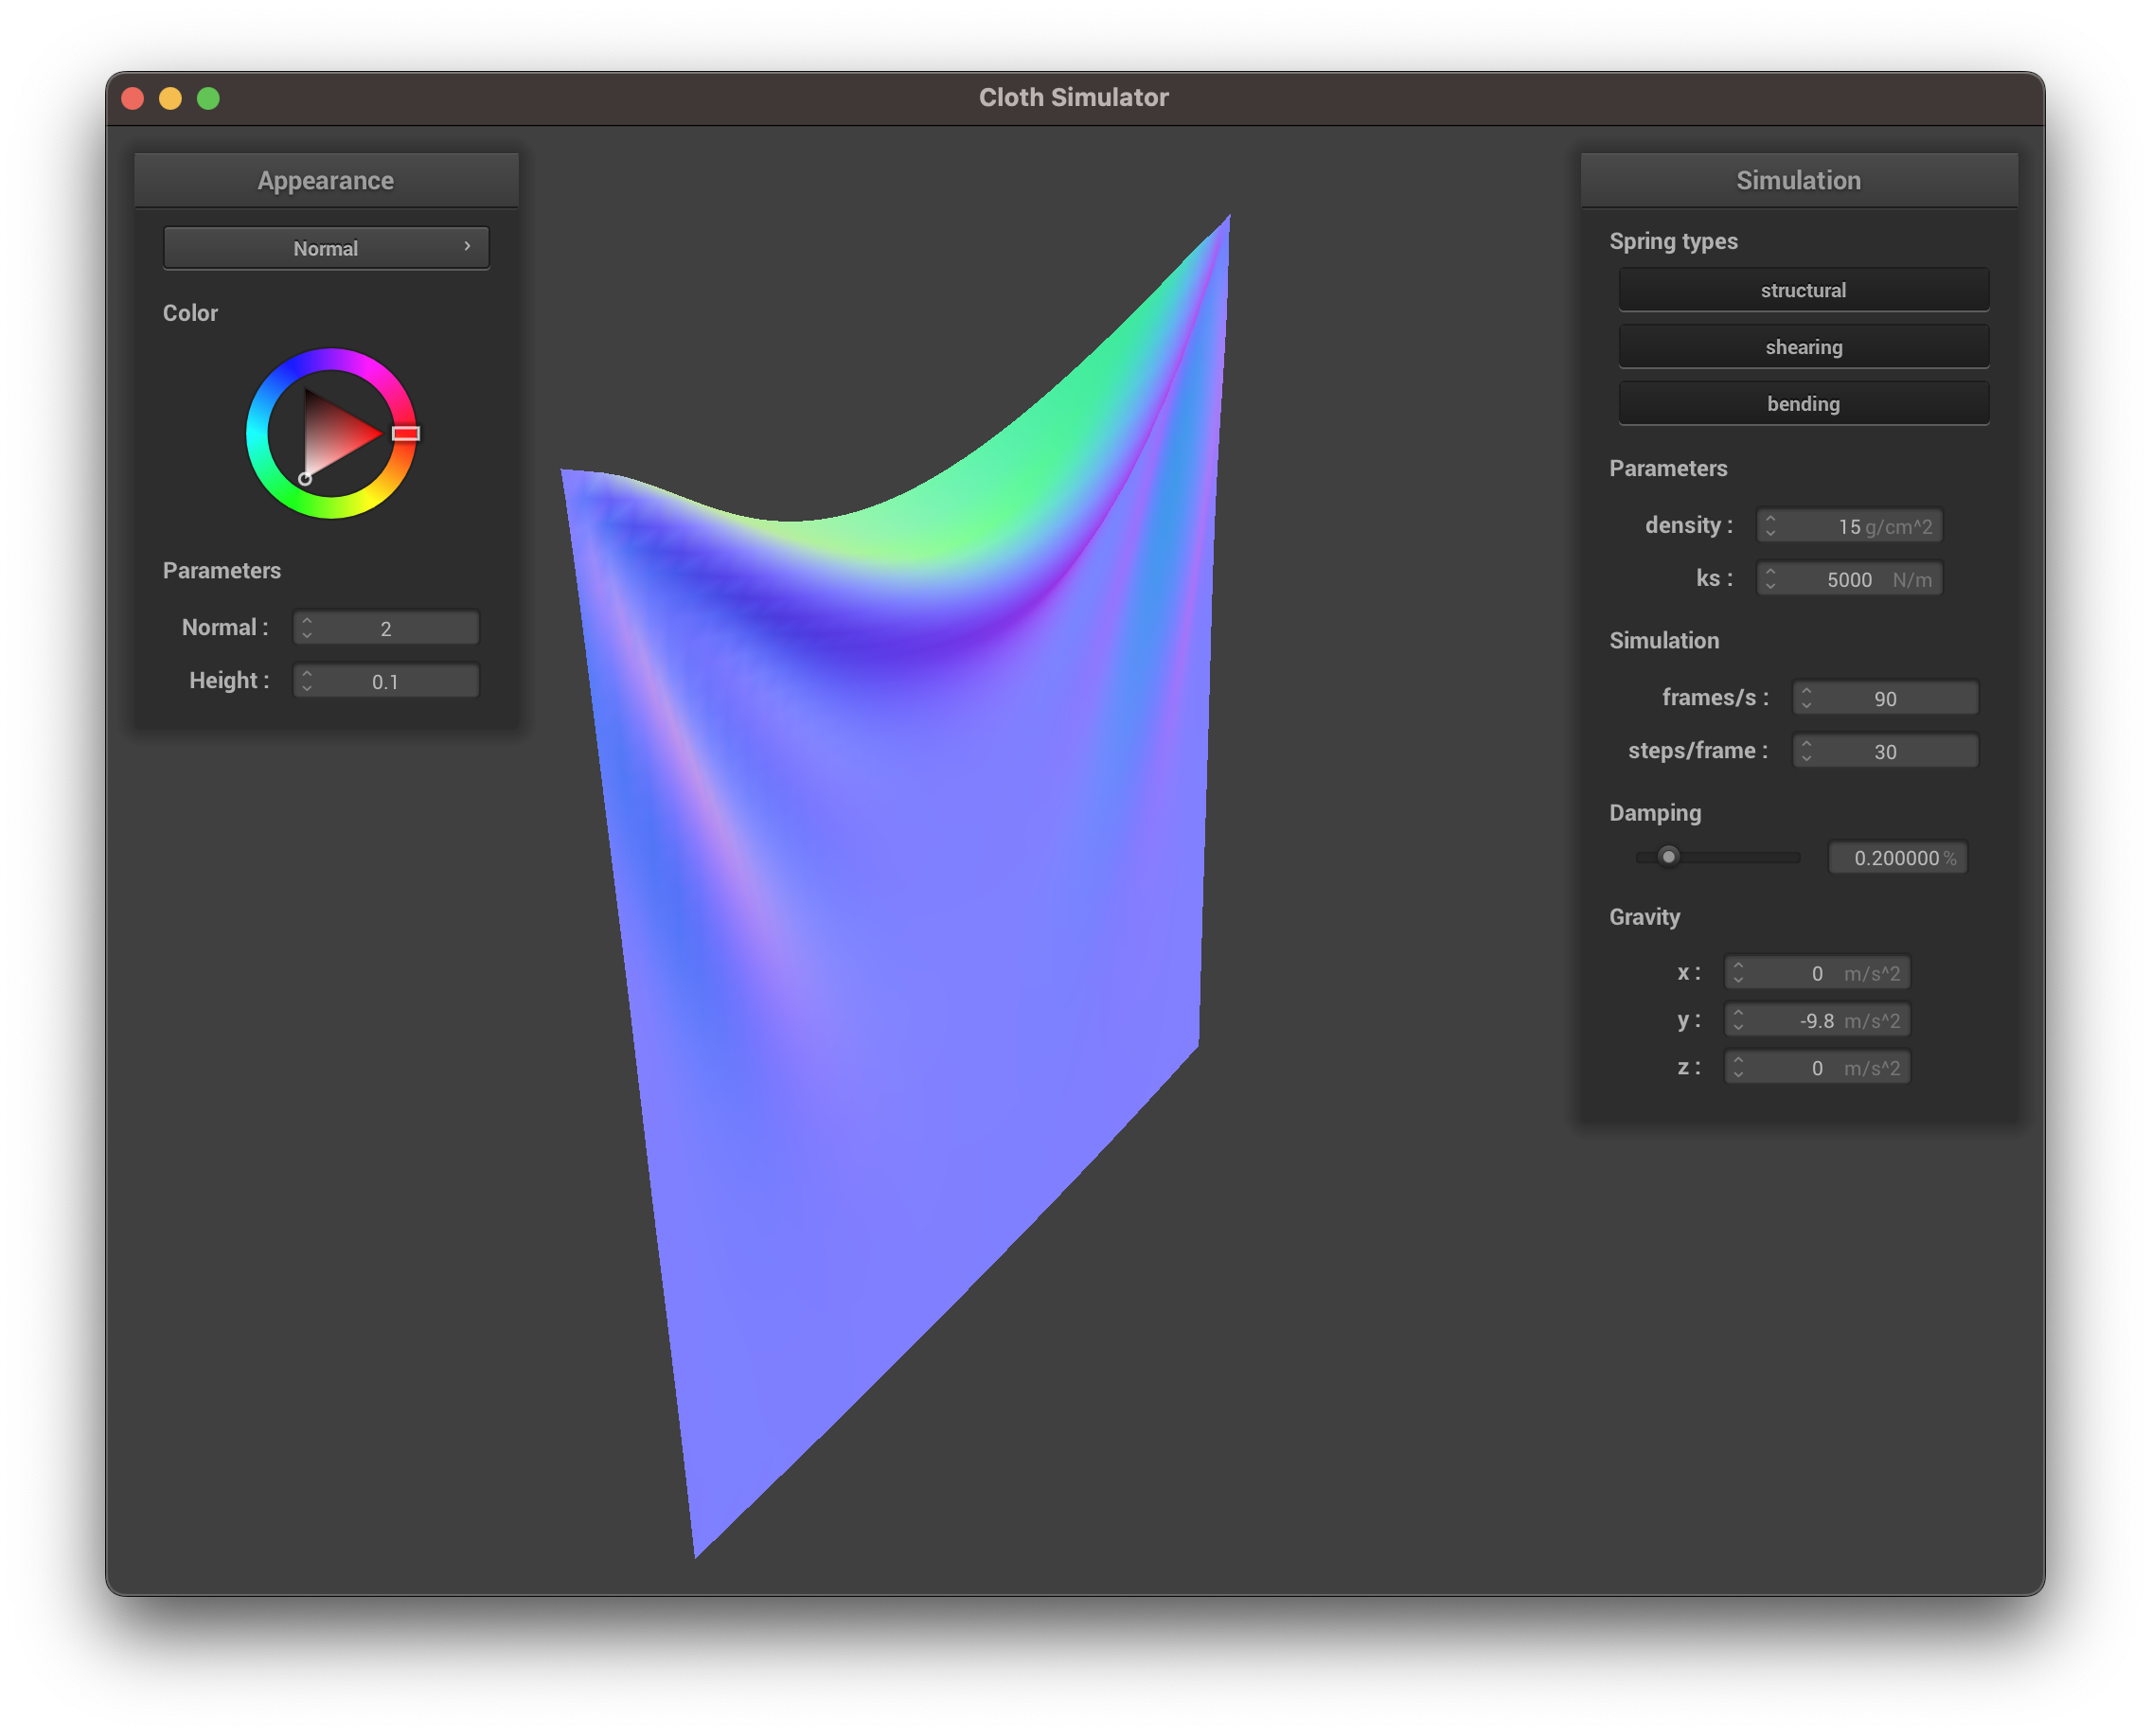 Cloth Simulator
Appearance
Normal
Color
Parameters
Normal : 2
Height : 0.1
Simulation
Spring types
structural
shearing
bending
Parameters
density : 15 g/cm^2
ks : 5000 N/m
Simulation
frames/s : 90
steps/frame : 30
Damping
0.200000 %
Gravity
x : 0 m/s^2
y : -9.8 m/s^2
z : 0 m/s^2